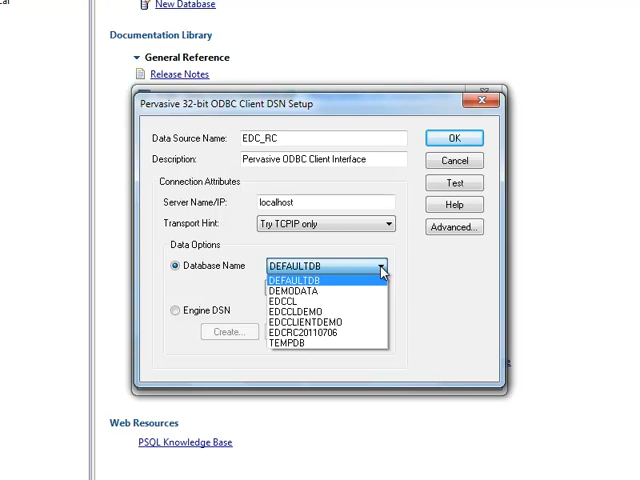 New Database
Documentation Library
General Reference
Release Notes
Pervasive 32-bit ODBC Client DSN Setup
Data Source Name: EDC_RC
OK
Description: Pervasive ODBC Client Interface
Cancel
Connection Attributes
Test
Server Name/IP: localhost
Help
Transport Hint: Try TCPIP only
Advanced...
Data Options
Database Name DEFAULTDB
DEFAULTDB
DEMODATA
EDCCL
EDCCLDEMO
Engine DSN
EDCCLIENTDEMO
Create...
EDCRC20110706
TEMPDB
Web Resources
PSQL Knowledge Base